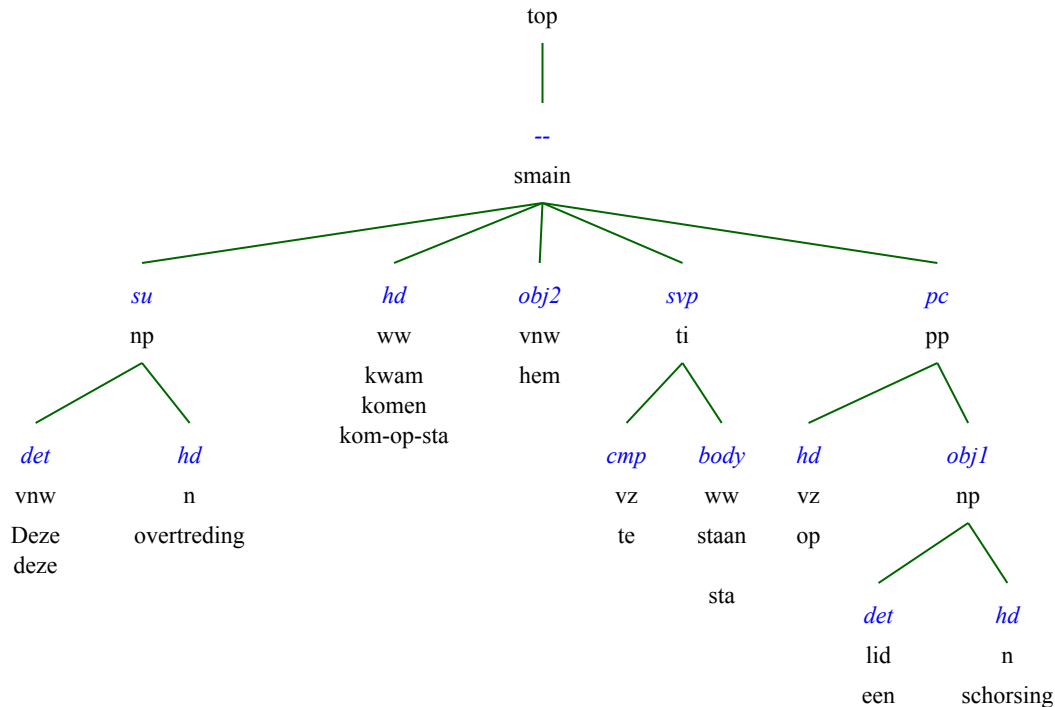 top
--
smain
su hd obj2 svp pc
np ww vnw ti pp
kwam hem
komen
kom-op-sta
det hd cmp body hd obj1
vnw n vz ww vz np
Deze overtreding te staan op
deze
sta
det hd
lid n
een schorsing